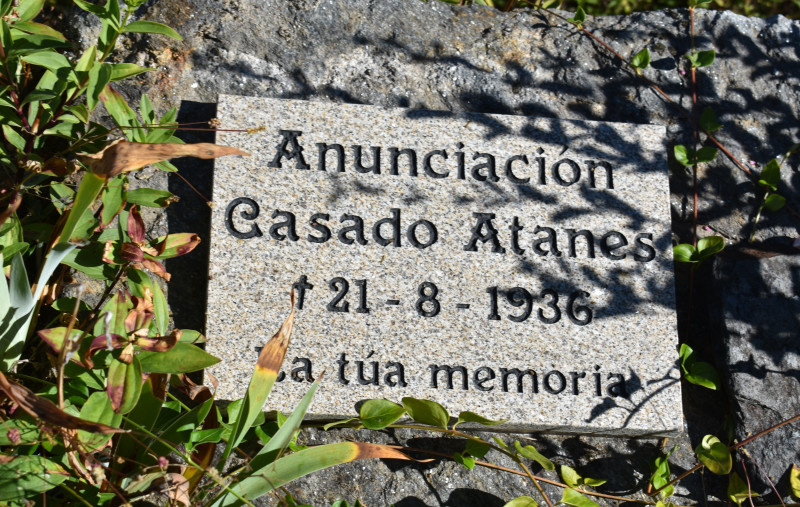 Anunciación
Casado Atanes
† 21 - 8 - 1936
túa memoria